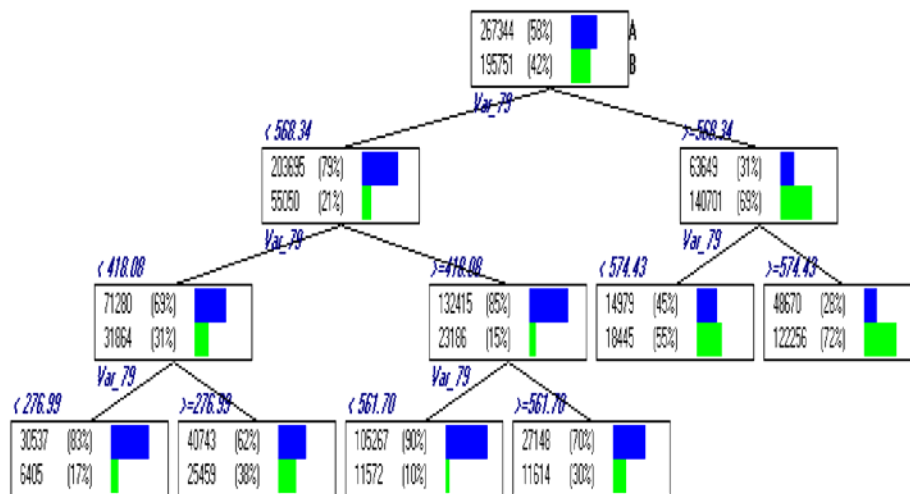 267344 (58%) A
195751 (42%) B
Var_79
< 568.34 >=568.34
203695 (79%) 63649 (31%)
55050 (21%) 140701 (69%)
Var_79 Var_79
< 418.08 >=418.08 < 574.43 >=574.43
71280 (69%) 132415 (85%) 14979 (45%) 48670 (28%)
31864 (31%) 23186 (15%) 18445 (55%) 122256 (72%)
Var_79 Var_79
< 276.99 >=276.99 < 561.70 >=561.70
30537 (83%) 40743 (62%) 105267 (90%) 27148 (70%)
6405 (17%) 25459 (38%) 11572 (10%) 11614 (30%)